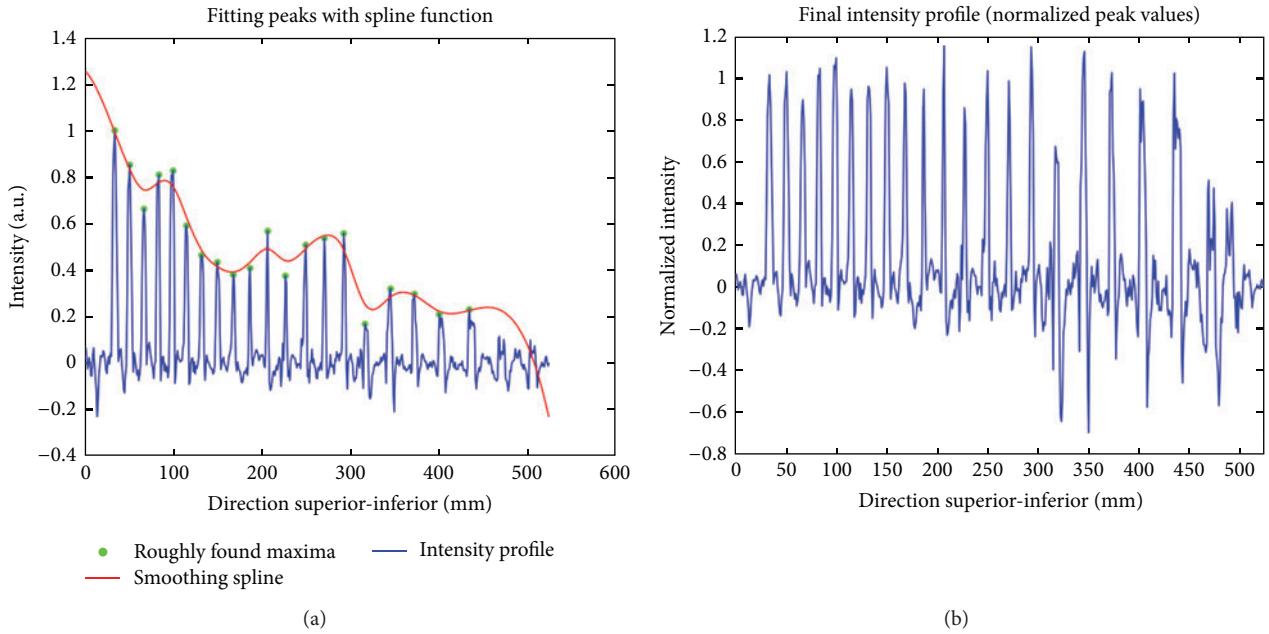 Fitting peaks with spline function
1.4
1.2
1
0.8
0.6
0.4
0.2
0
−0.2
−0.4
Intensity (a.u.)
0 100 200 300 400 500 600
Direction superior-inferior (mm)
Roughly found maxima
Intensity profile
Smoothing spline
(a)
Final intensity profile (normalized peak values)
1.2
1
0.8
0.6
0.4
0.2
0
−0.2
−0.4
−0.6
−0.8
Normalized intensity
0 50 100 150 200 250 300 350 400 450 500
Direction superior-inferior (mm)
(b)